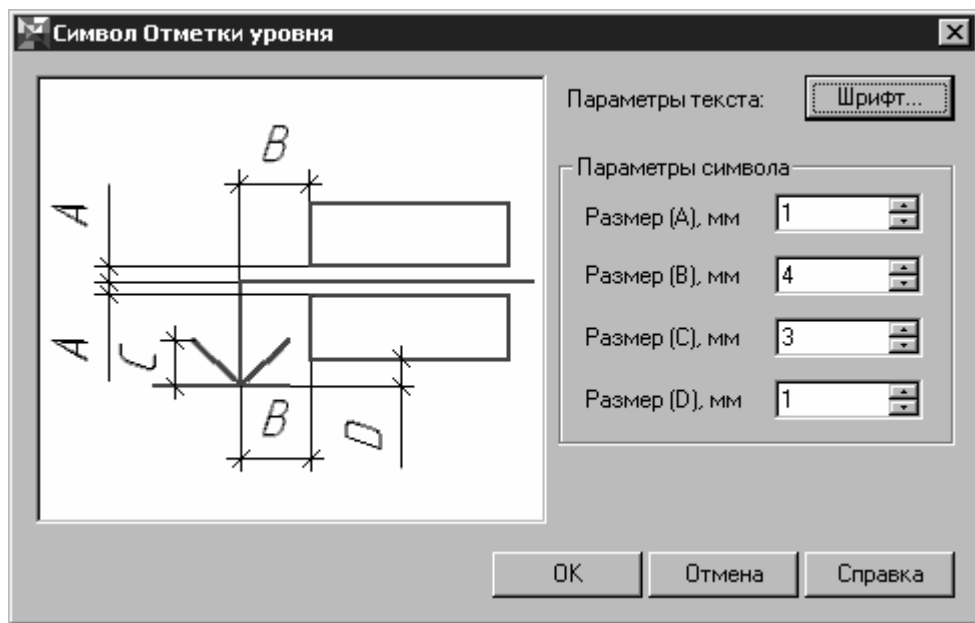 Символ Отметки уровня
Параметры текста:
Шрифт...
B
A
A
C
B
D
Параметры символа
Размер (A), мм 1
Размер (B), мм 4
Размер (C), мм 3
Размер (D), мм 1
OK
Отмена
Справка